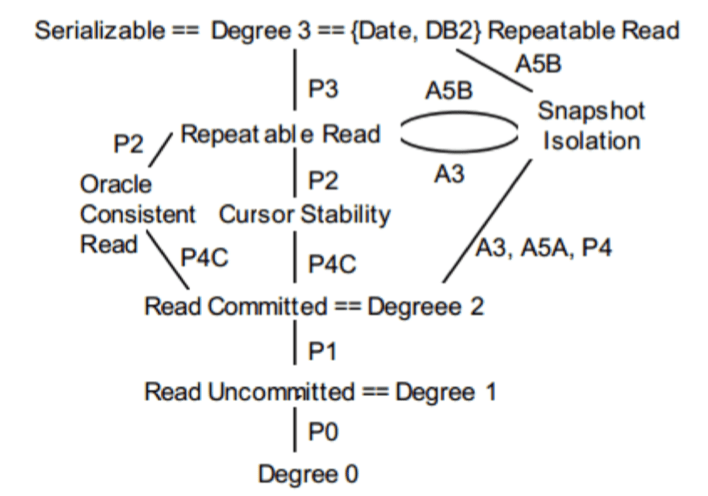 Serializable == Degree 3 == {Date, DB2} Repeatable Read
A5B
P3
A5B
Snapshot
Isolation
P2
Repeatable Read
A3
Oracle
Consistent
Read
P2
Cursor Stability
P4C
P4C
A3, A5A, P4
Read Committed == Degreee 2
P1
Read Uncommitted == Degree 1
P0
Degree 0